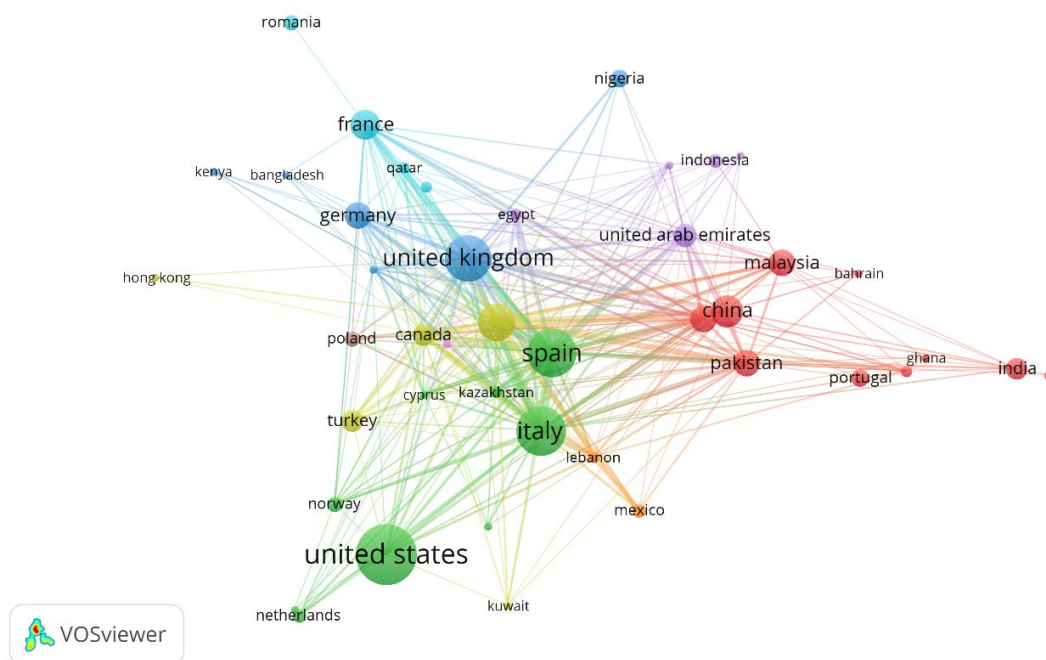 romania
nigeria
france
indonesia
qatar
kenya
bangladesh
germany
egypt
united arab emirates
united kingdom
malaysia
bahrain
hong kong
china
canada
poland
spain
ghana
pakistan
india
portugal
kazakhstan
cyprus
turkey
italy
lebanon
norway
mexico
united states
kuwait
netherlands
VOSviewer